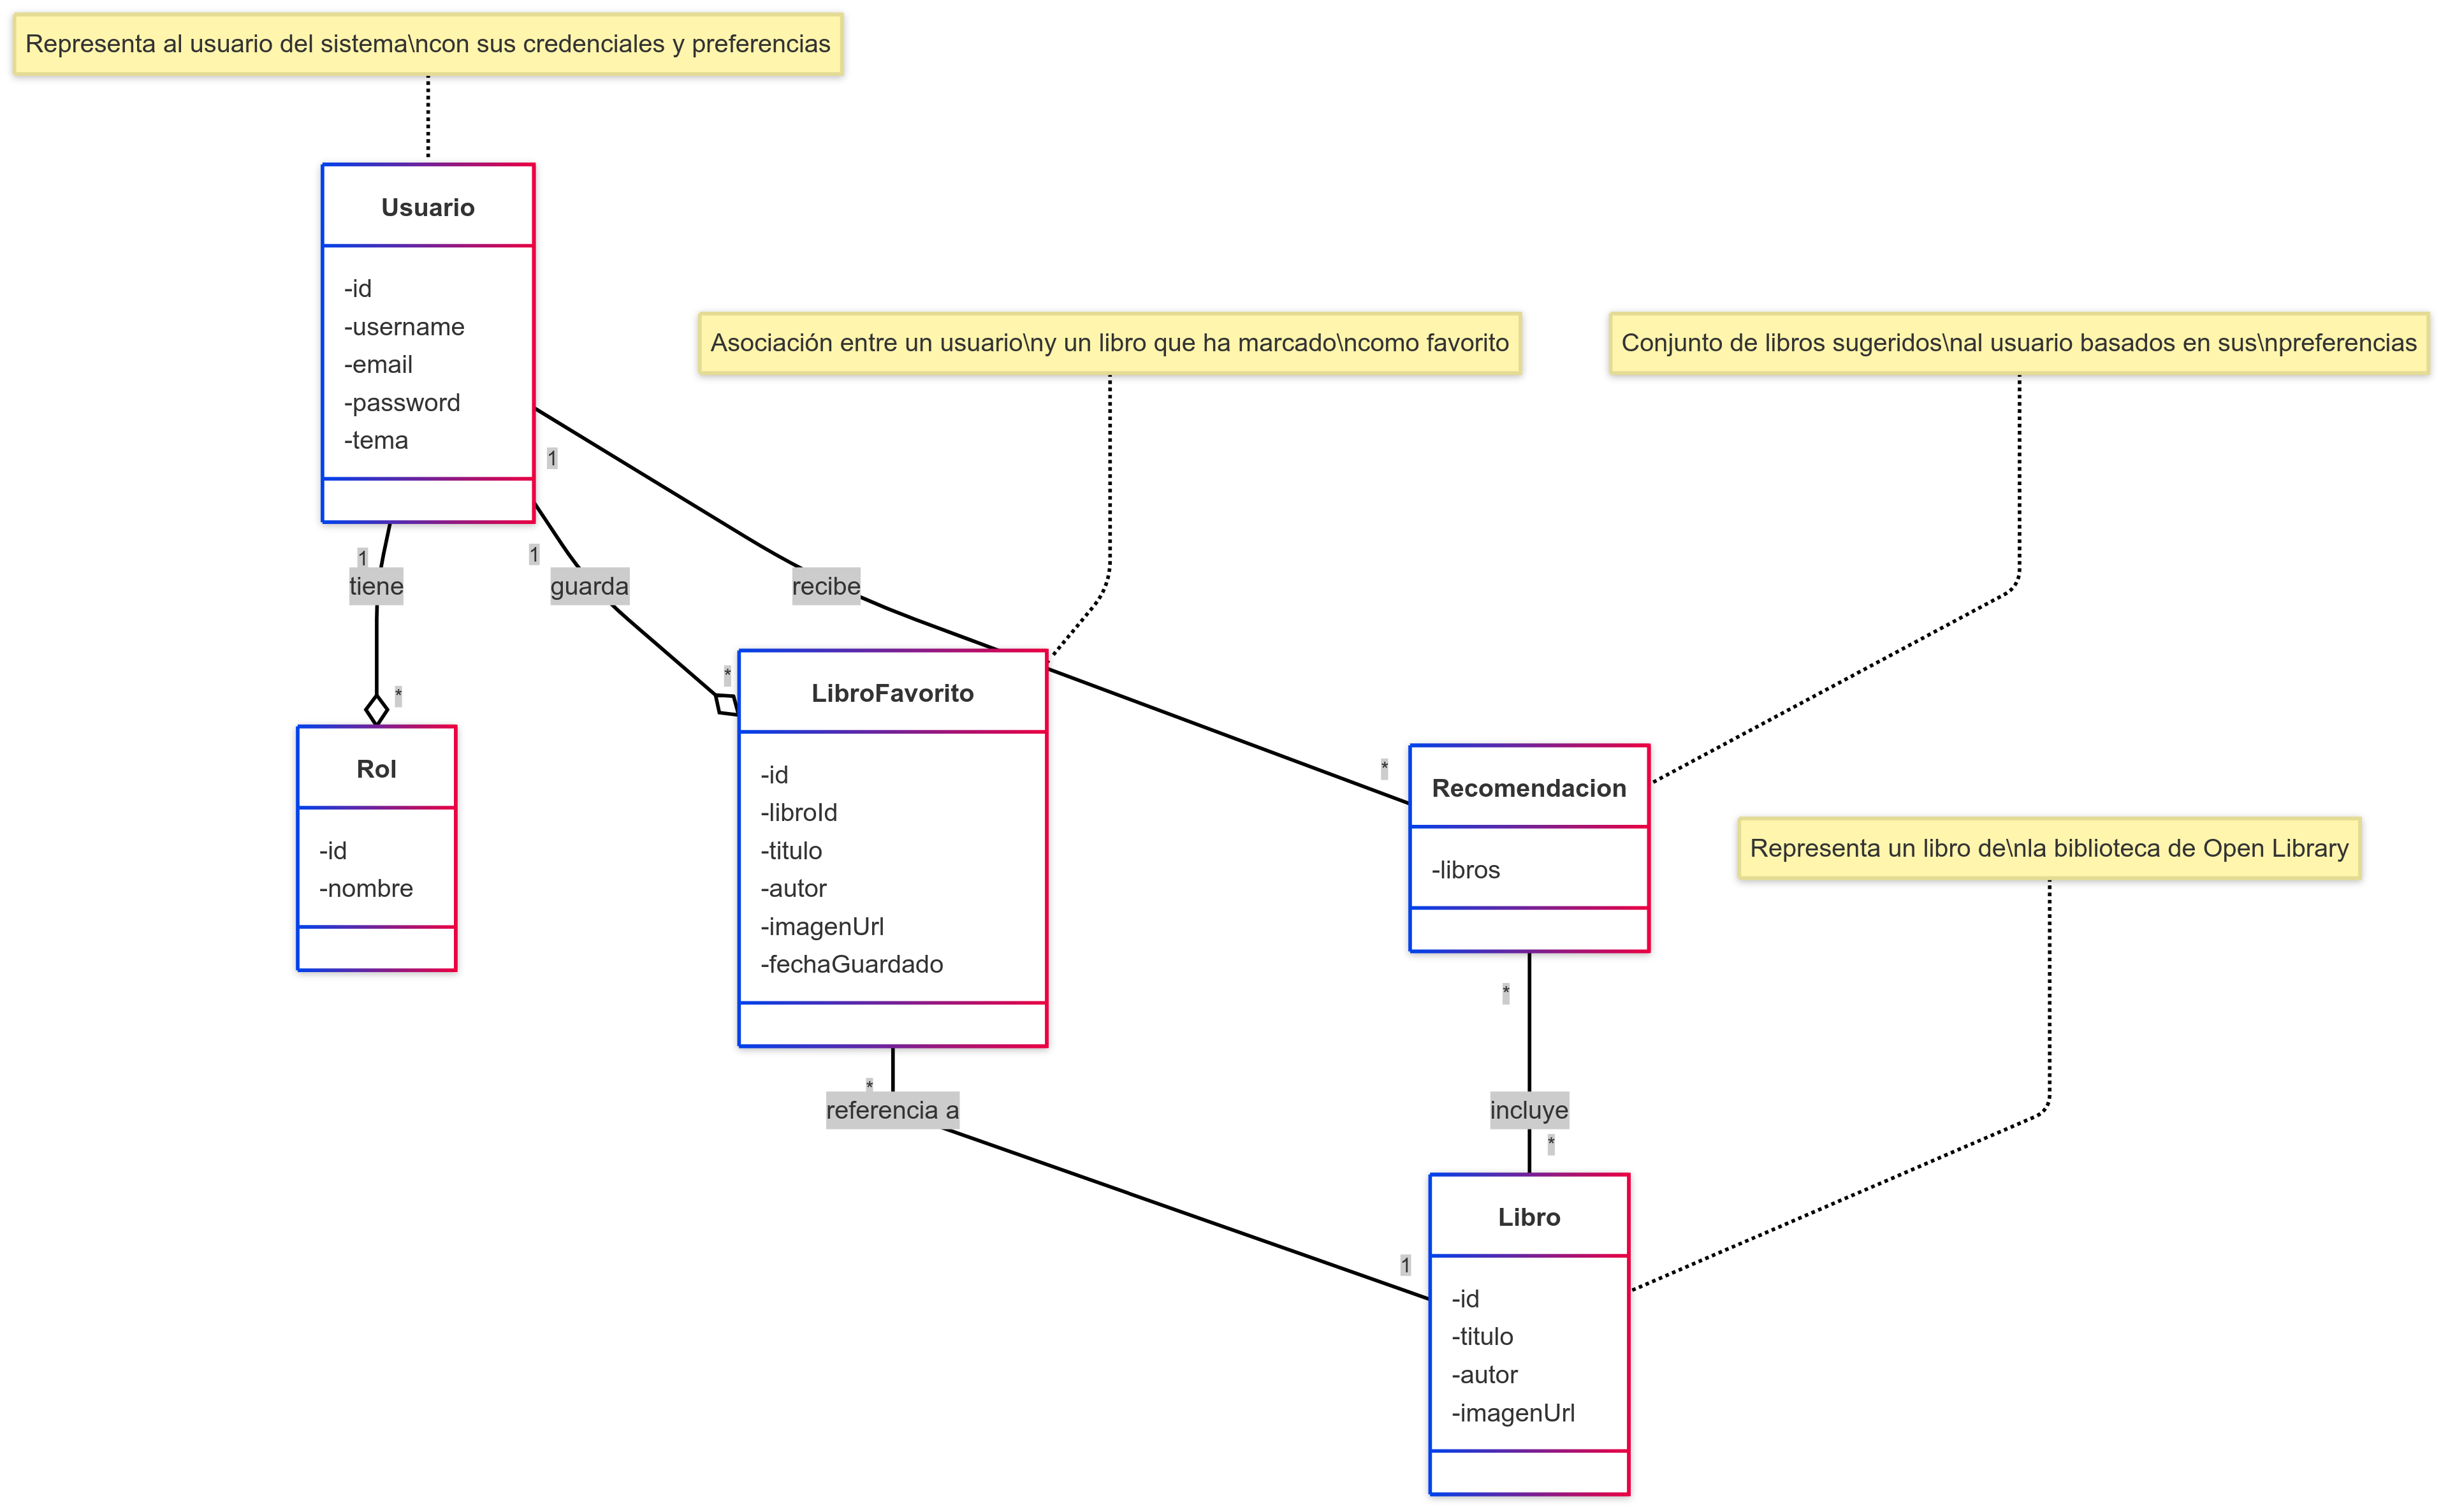 Representa al usuario del sistema\ncon sus credenciales y preferencias
Usuario
-id
-username
-email
-password
-tema
Asociación entre un usuario\ny un libro que ha marcado\ncomo favorito
Conjunto de libros sugeridos\nal usuario basados en sus\npreferencias
1
1
1
tiene
guarda
recibe
*
*
*
Rol
-id
-nombre
LibroFavorito
-id
-libroId
-titulo
-autor
-imagenUrl
-fechaGuardado
Recomendacion
-libros
Representa un libro de\nla biblioteca de Open Library
*
*
referencia a
incluye
*
1
Libro
-id
-titulo
-autor
-imagenUrl